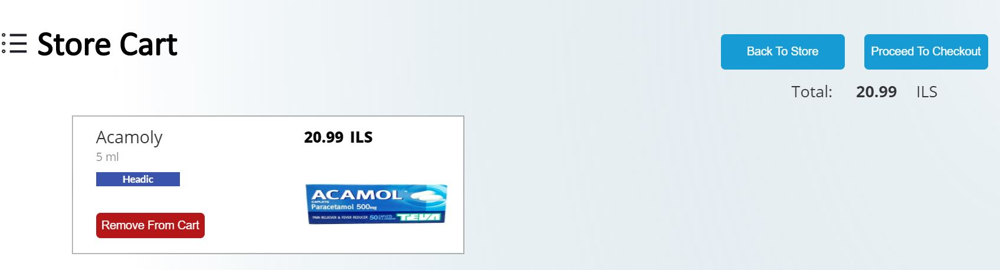 Store Cart
Back To Store
Proceed To Checkout
Total: 20.99 ILS
Acamoly
20.99 ILS
5 ml
Headic
ACAMOL
CAPLETS
Paracetamol 500mg
PAIN RELIEVER & FEVER REDUCER 50 CAPLETS
TEVA
Remove From Cart